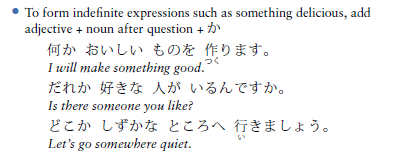 • To form indefinite expressions such as something delicious, add
adjective + noun after question + か
何か おいしい ものを 作ります。
つく
I will make something good.
だれか 好きな 人が いるんですか。
Is there someone you like?
どこか しずかな ところへ 行きましょう。
い
Let's go somewhere quiet.